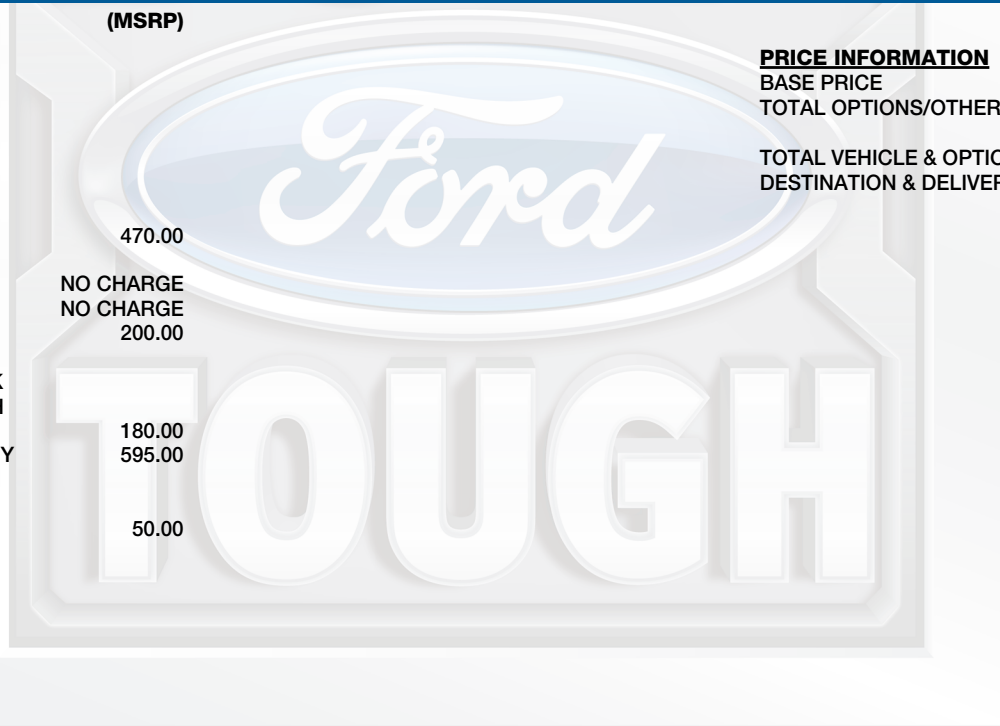 (MSRP)
470.00
NO CHARGE
NO CHARGE
200.00
180.00
Y 595.00
50.00
PRICE INFORMATION
BASE PRICE
TOTAL OPTIONS/OTHER
TOTAL VEHICLE & OPTIO
DESTINATION & DELIVER
Ford
TOUGH